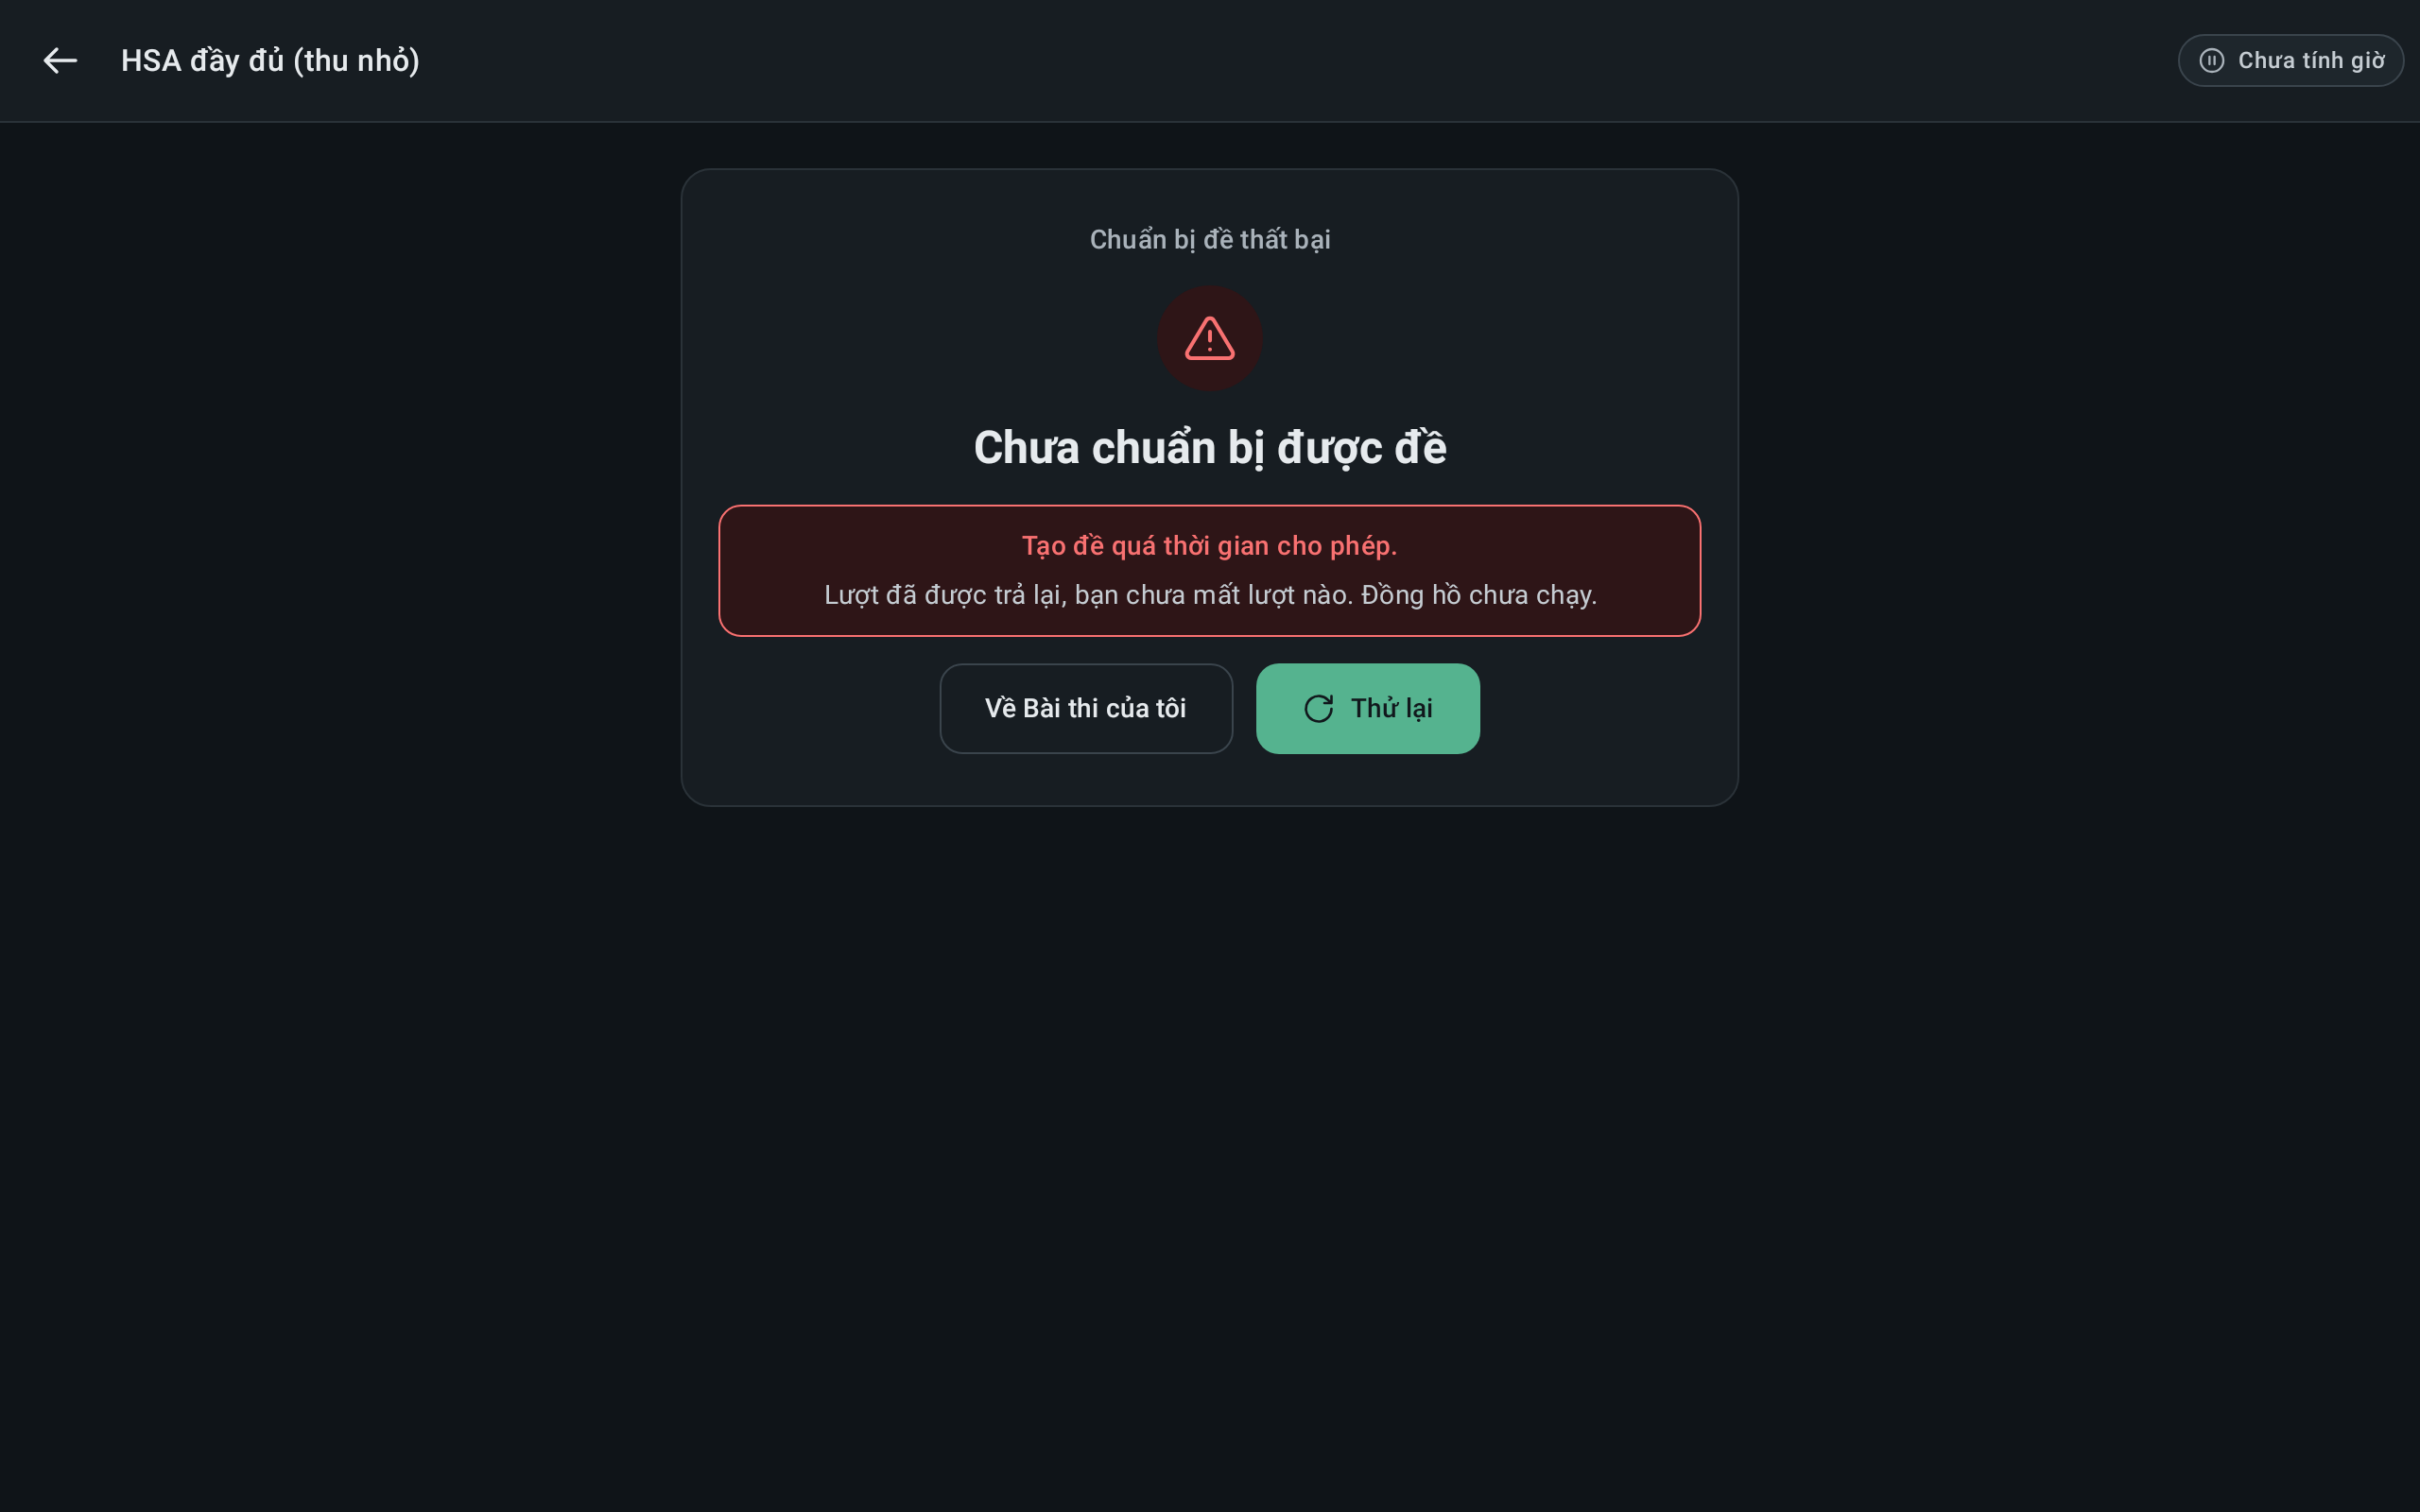 HSA đầy đủ (thu nhỏ)
Chưa tính giờ
Chuẩn bị đề thất bại
Chưa chuẩn bị được đề
Tạo đề quá thời gian cho phép.
Lượt đã được trả lại, bạn chưa mất lượt nào. Đồng hồ chưa chạy.
Về Bài thi của tôi
Thử lại